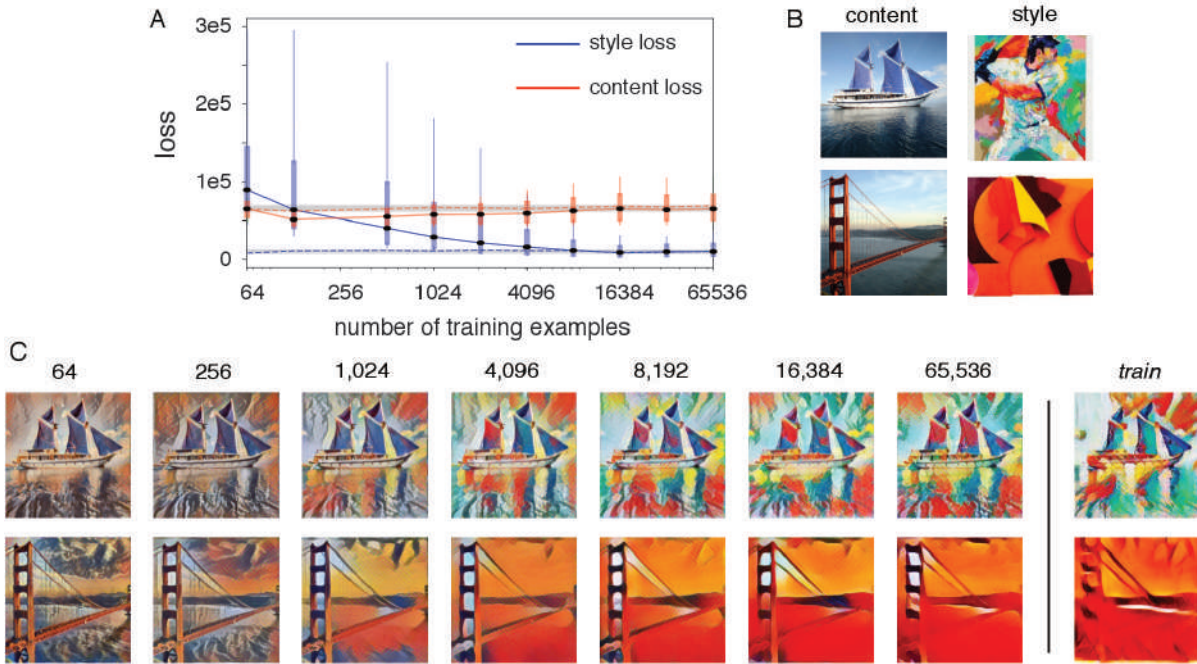 A
3e5
2e5
1e5
0
loss
style loss
content loss
64
256
1024
4096
16384
65536
number of training examples
B
content
style
C
64
256
1,024
4,096
8,192
16,384
65,536
train